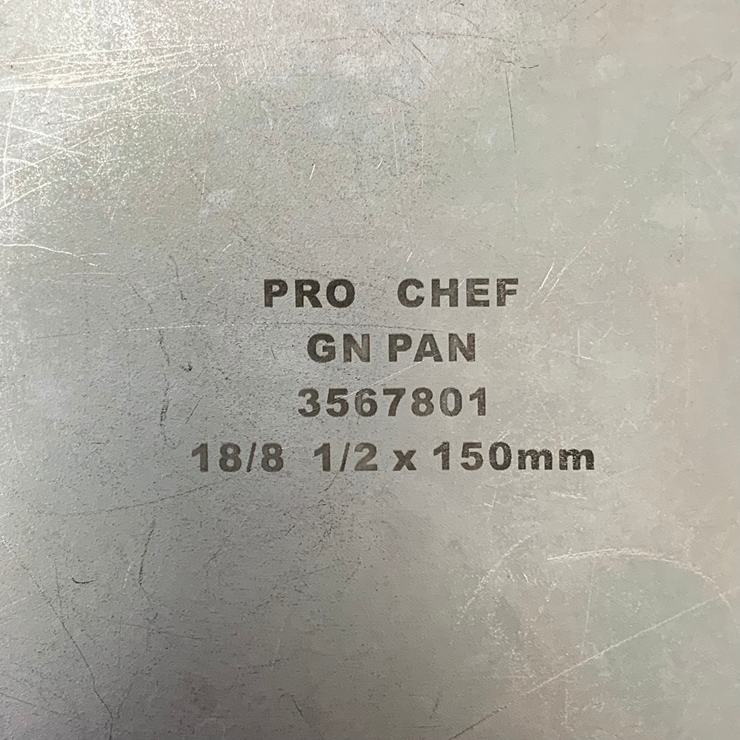 PRO CHEF
GN PAN
3567801
18/8 1/2 x 150mm